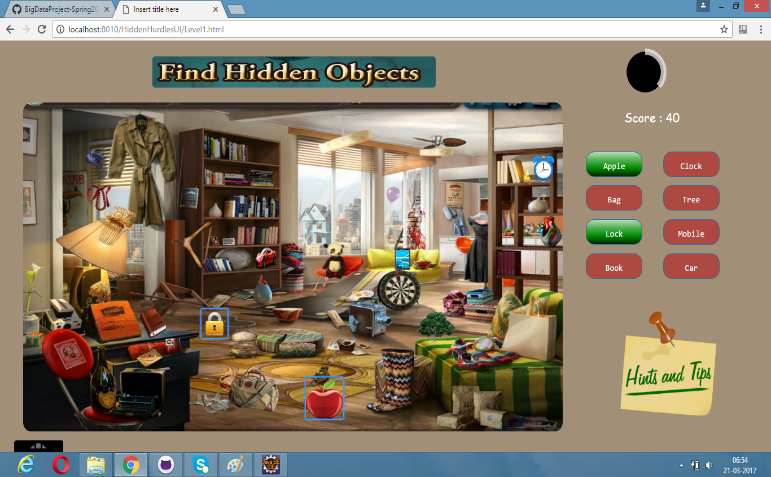 BigDataProject-Spring20
Insert title here
localhost:8010/HiddenHurdlesUI/Level1.html
Find Hidden Objects
Score : 40
Apple
Clock
Bag
Tree
Lock
Mobile
Book
Car
Hints and Tips
06:54
21-03-2017